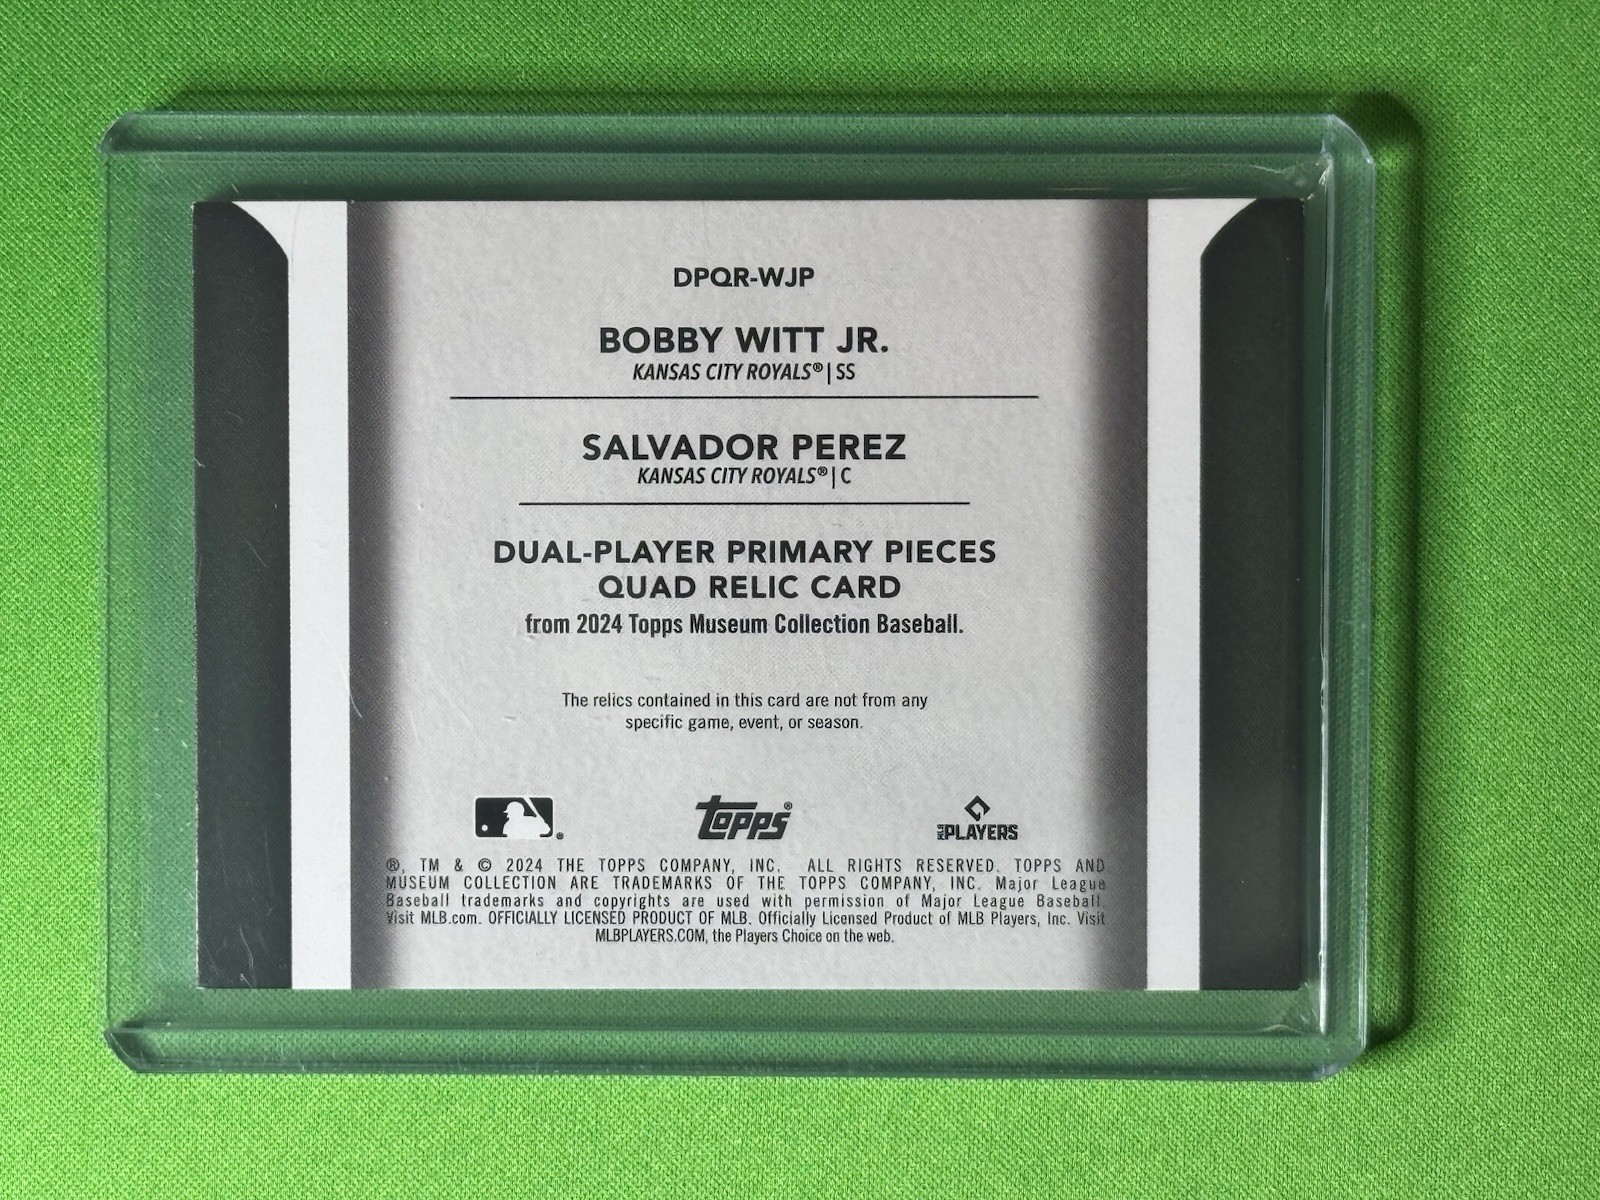 DPQR-WJP
BOBBY WITT JR.
KANSAS CITY ROYALS® | SS
SALVADOR PEREZ
KANSAS CITY ROYALS® | C
DUAL-PLAYER PRIMARY PIECES
QUAD RELIC CARD
from 2024 Topps Museum Collection Baseball.
The relics contained in this card are not from any
specific game, event, or season.
Topps® MLB PLAYERS
®, TM & © 2024 THE TOPPS COMPANY, INC. ALL RIGHTS RESERVED. TOPPS AND
MUSEUM COLLECTION ARE TRADEMARKS OF THE TOPPS COMPANY, INC. Major League
Baseball trademarks and copyrights are used with permission of Major League Baseball.
Visit MLB.com. OFFICIALLY LICENSED PRODUCT OF MLB. Officially Licensed Product of MLB Players, Inc. Visit
MLBPLAYERS.COM, the Players Choice on the web.